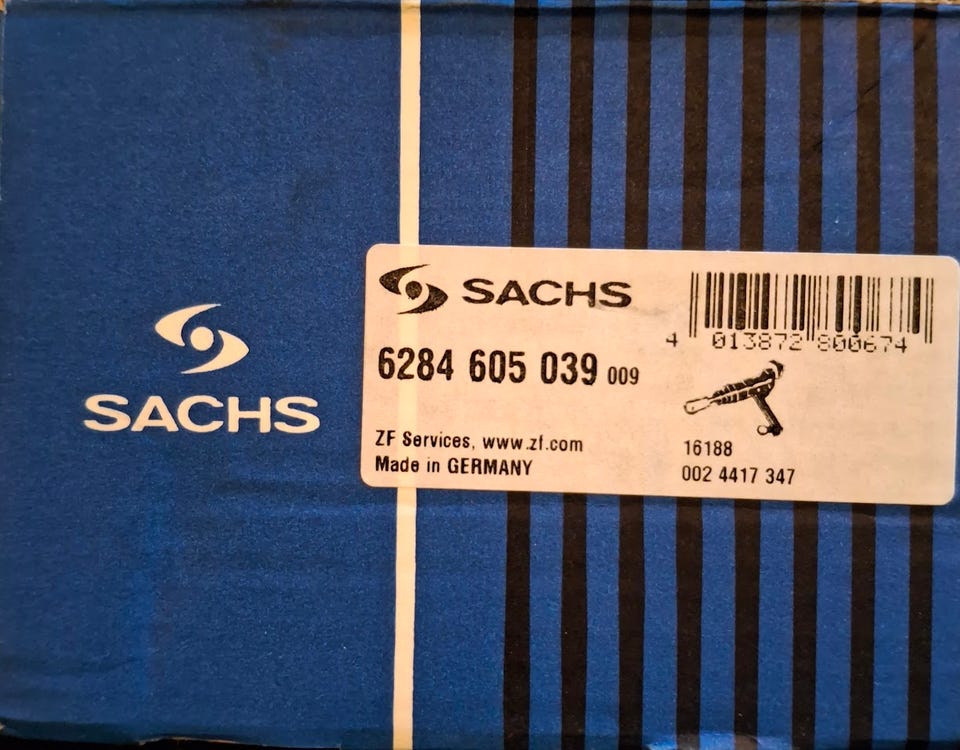 SACHS
SACHS
6284 605 039 009
ZF Services, www.zf.com
Made in GERMANY
4 013872 800674
16188
002 4417 347